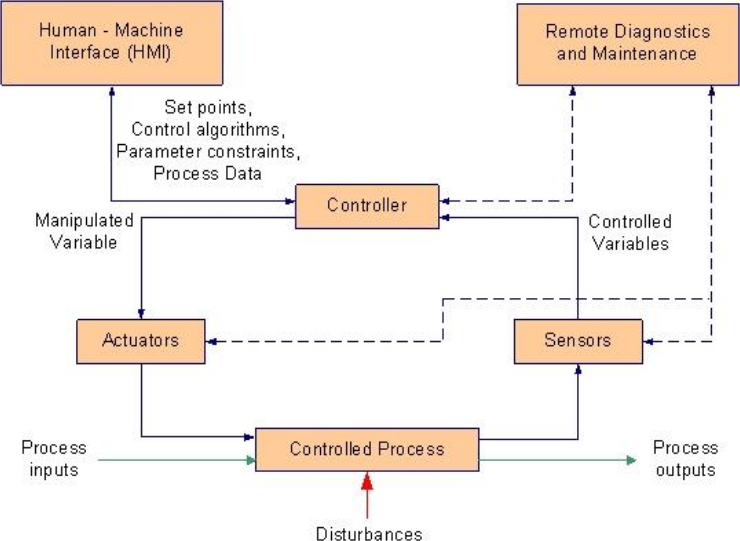 Human - Machine
Interface (HMI)
Remote Diagnostics
and Maintenance
Set points,
Control algorithms,
Parameter constraints,
Process Data
Controller
Manipulated
Variable
Controlled
Variables
Actuators
Sensors
Process
inputs
Controlled Process
Process
outputs
Disturbances